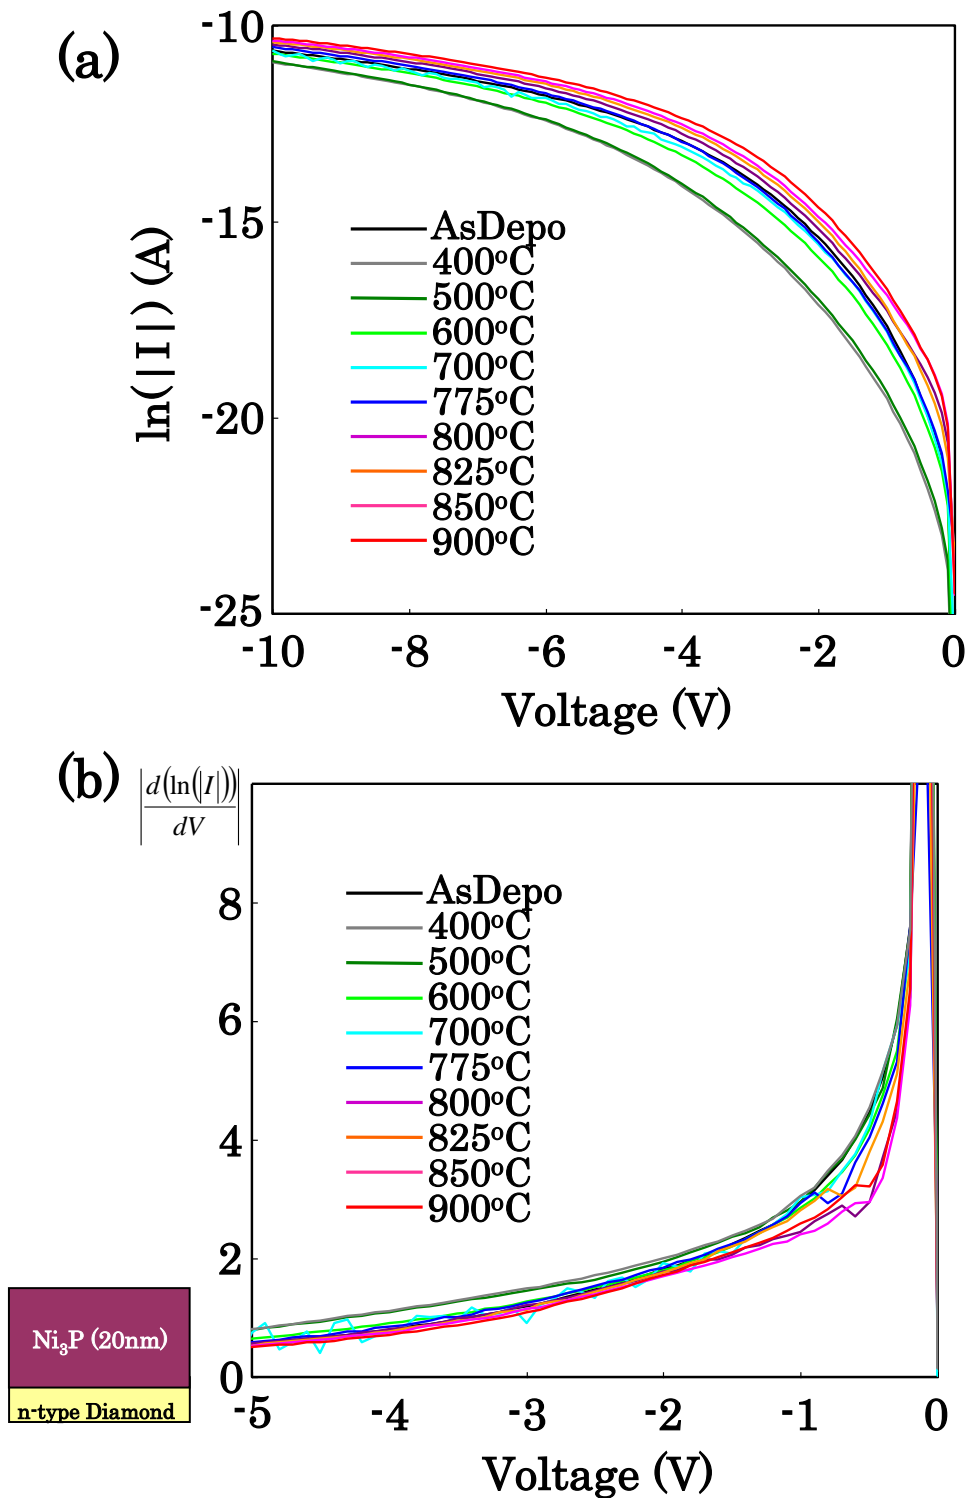 (a)
-10
-15
-20
-25
ln(|I|) (A)
AsDepo
400°C
500°C
600°C
700°C
775°C
800°C
825°C
850°C
900°C
-10 -8 -6 -4 -2 0
Voltage (V)
(b)
|d(ln(|I|))/dV|
8
6
4
2
0
AsDepo
400°C
500°C
600°C
700°C
775°C
800°C
825°C
850°C
900°C
Ni₃P (20nm)
n-type Diamond
-5 -4 -3 -2 -1 0
Voltage (V)